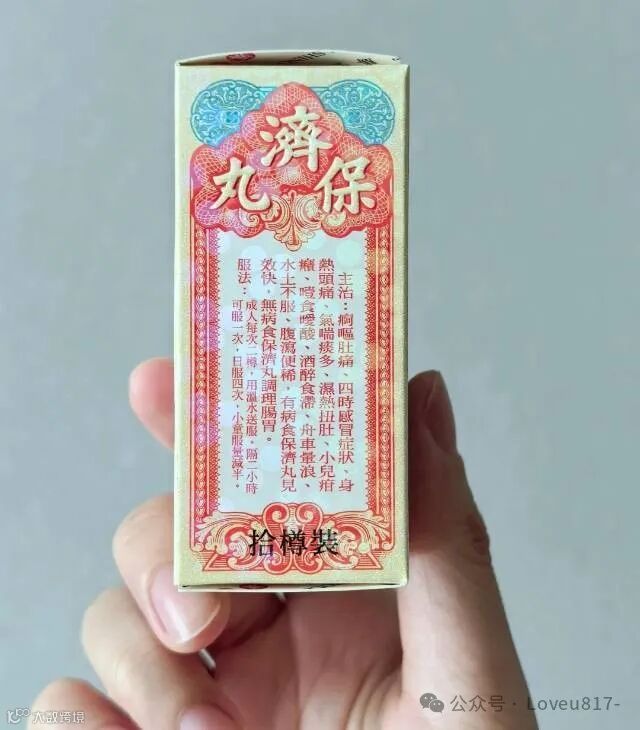 保濟丸
主治：痾嘔肚痛、四時感冒症狀、身
熱頭痛、氣喘痰多、濕熱扭肚、小兒疳
癪、噎食噯酸、酒醉食滯、舟車暈浪、
水土不服、腹瀉便稀，有病食保濟丸見
效快，無病食保濟丸調理腸胃。
服法：成人每次二樽，用溫水送服，隔二小時
可服一次，日服四次，小童服量減半。
拾樽裝
公众号 · Loveu817-
大数跨境